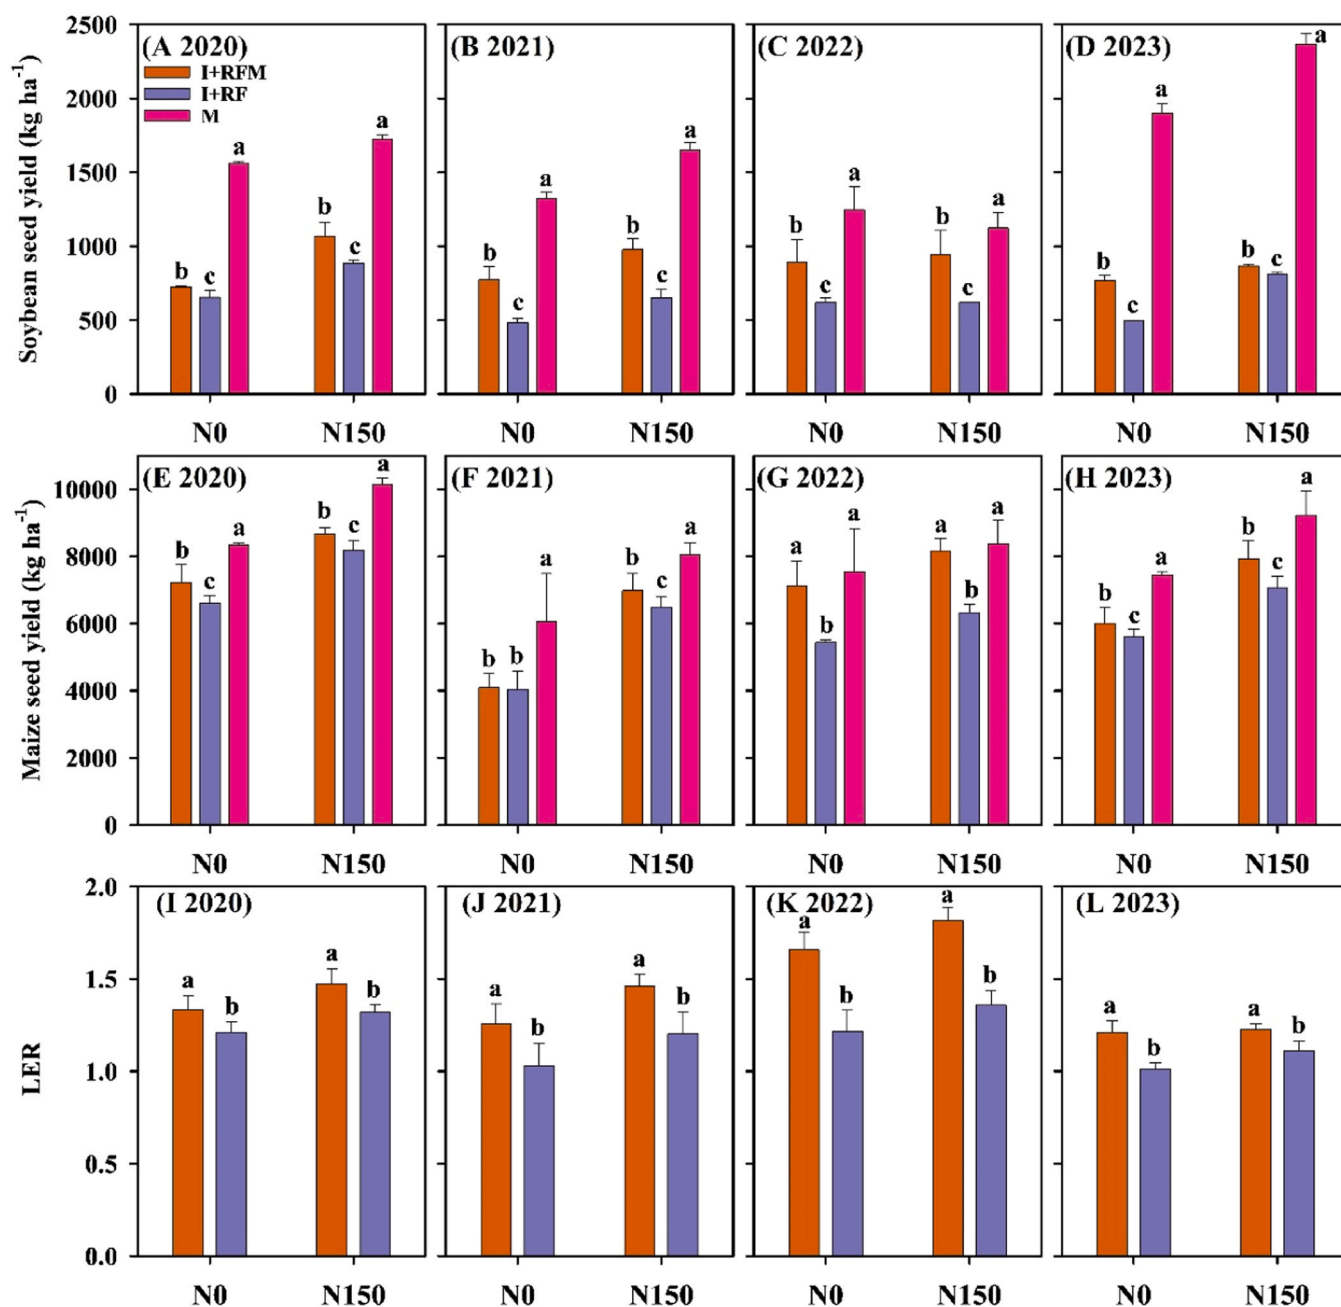 Soybean seed yield (kg ha⁻¹)
2500
2000
1500
1000
500
0
(A 2020)
I+RFM
I+RF
M
b
c
a
b
c
a
N0
N150
(B 2021)
b
c
a
b
c
a
N0
N150
(C 2022)
b
c
a
b
c
a
N0
N150
(D 2023)
b
c
a
b
c
a
N0
N150
Maize seed yield (kg ha⁻¹)
10000
8000
6000
4000
2000
0
(E 2020)
b
c
a
b
c
a
N0
N150
(F 2021)
b
b
a
b
c
a
N0
N150
(G 2022)
a
b
a
a
b
a
N0
N150
(H 2023)
b
c
a
b
c
a
N0
N150
LER
2.0
1.5
1.0
0.5
0.0
(I 2020)
a
b
a
b
N0
N150
(J 2021)
a
b
a
b
N0
N150
(K 2022)
a
b
a
b
N0
N150
(L 2023)
a
b
a
b
N0
N150